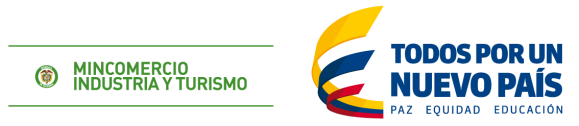 MINCOMERCIO
INDUSTRIA Y TURISMO
TODOS POR UN
NUEVO PAÍS
PAZ EQUIDAD EDUCACIÓN